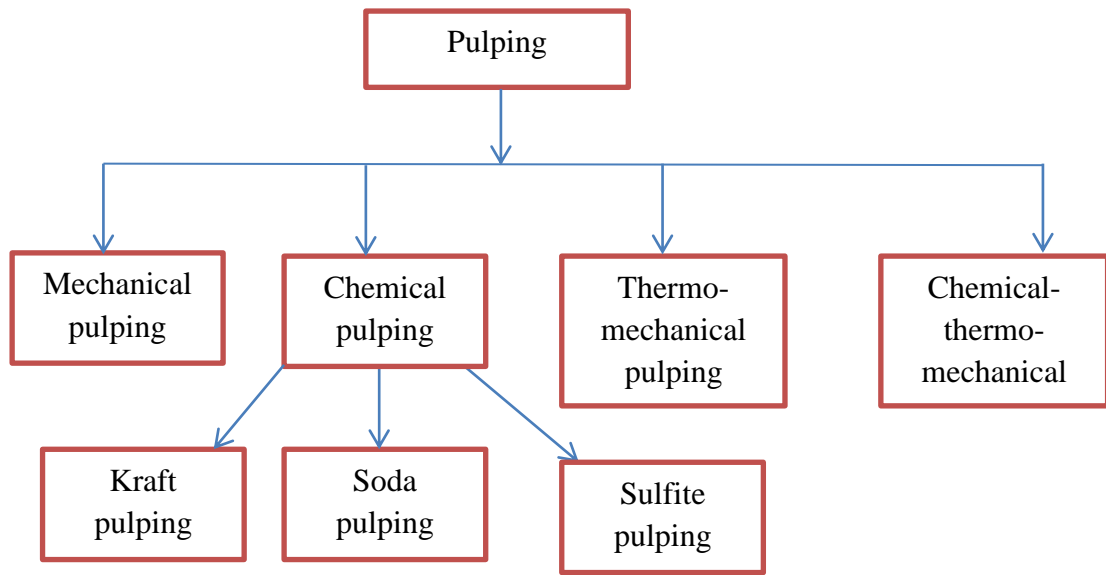 Pulping
Mechanical
pulping
Chemical
pulping
Thermo-
mechanical
pulping
Chemical-
thermo-
mechanical
Kraft
pulping
Soda
pulping
Sulfite
pulping